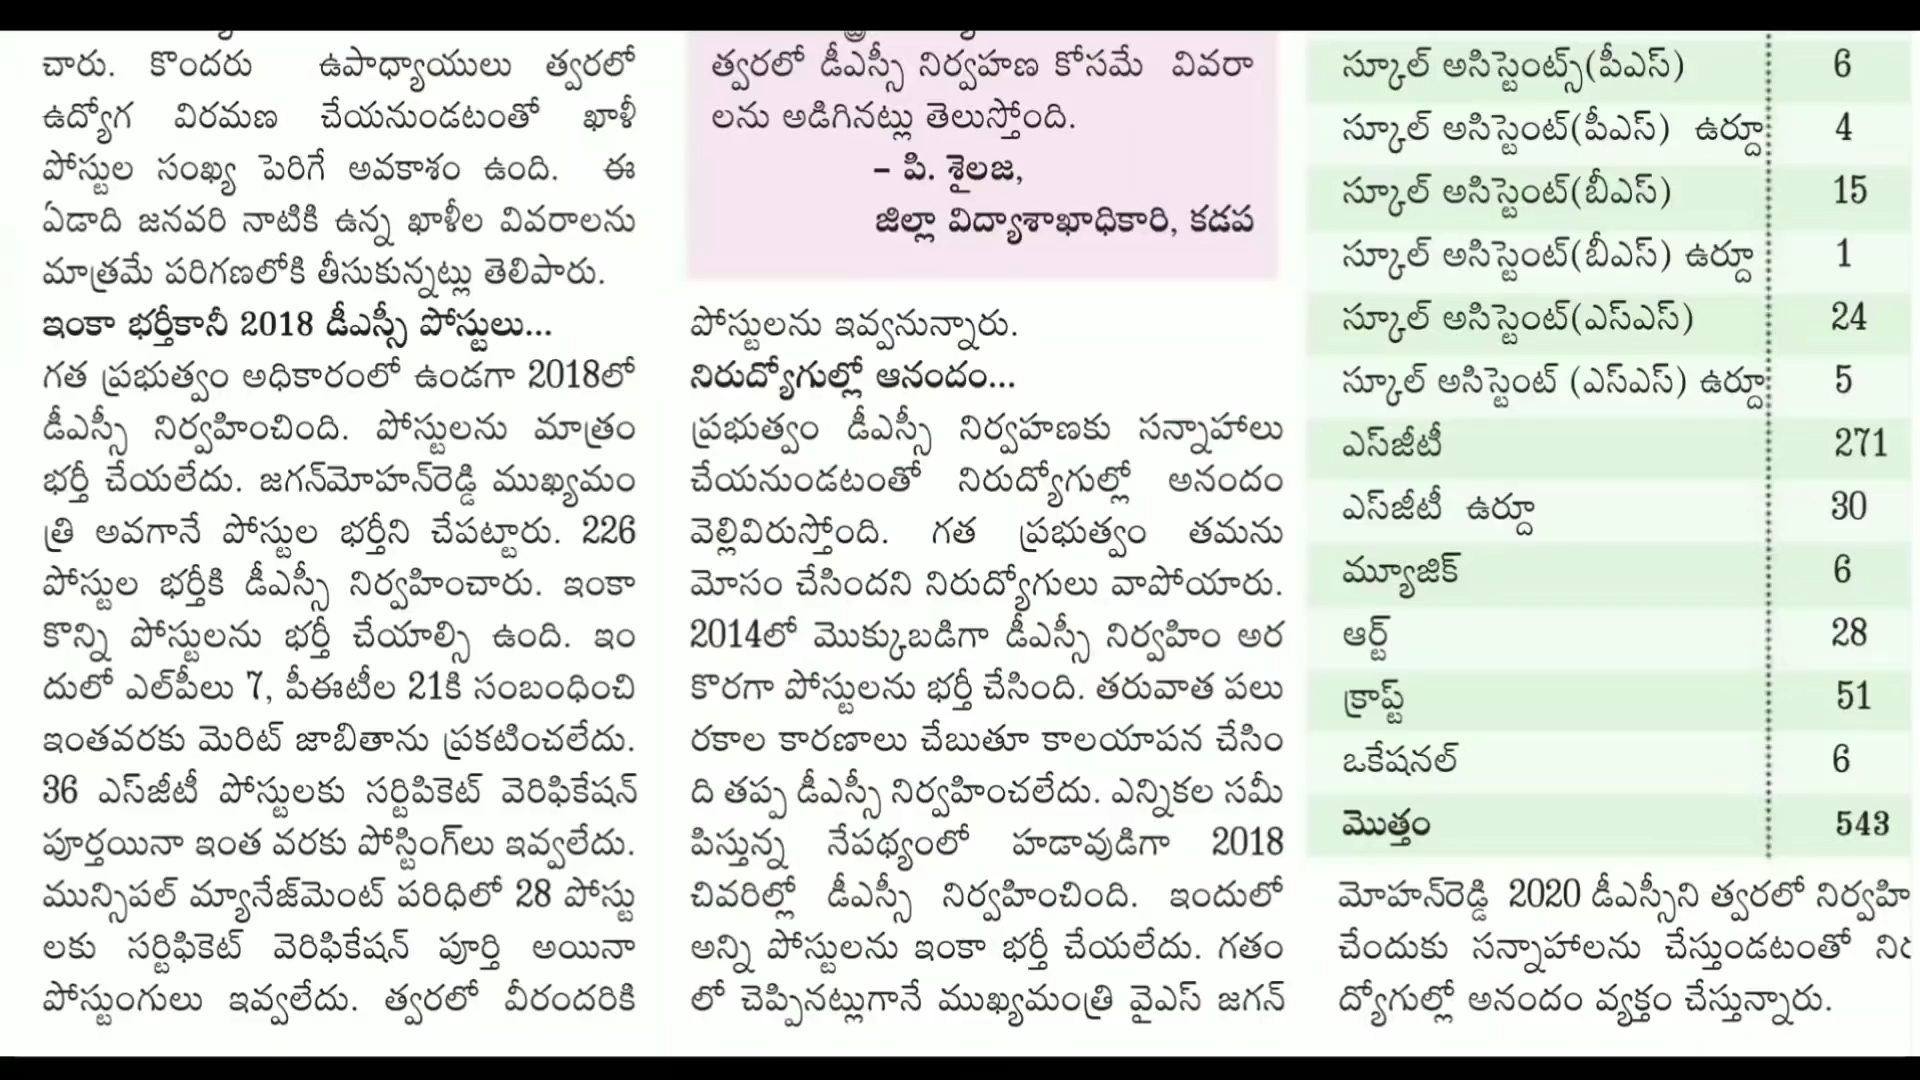 చారు. కొందరు ఉపాధ్యాయులు త్వరలో
ఉద్యోగ విరమణ చేయనుండటంతో ఖాళీ
పోస్టుల సంఖ్య పెరిగే అవకాశం ఉంది. ఈ
ఏడాది జనవరి నాటికి ఉన్న ఖాళీల వివరాలను
మాత్రమే పరిగణలోకి తీసుకున్నట్లు తెలిపారు.
ఇంకా భర్తీకానీ 2018 డీఎస్సీ పోస్టులు...
గత ప్రభుత్వం అధికారంలో ఉండగా 2018లో
డీఎస్సీ నిర్వహించింది. పోస్టులను మాత్రం
భర్తీ చేయలేదు. జగన్‌మోహన్‌రెడ్డి ముఖ్యమం
త్రి అవగానే పోస్టుల భర్తీని చేపట్టారు. 226
పోస్టుల భర్తీకి డీఎస్సీ నిర్వహించారు. ఇంకా
కొన్ని పోస్టులను భర్తీ చేయాల్సి ఉంది. ఇం
దులో ఎల్‌పీలు 7, పీఈటీల 21కి సంబంధించి
ఇంతవరకు మెరిట్ జాబితాను ప్రకటించలేదు.
36 ఎస్‌జీటీ పోస్టులకు సర్టిపికెట్ వెరిఫికేషన్
పూర్తయినా ఇంత వరకు పోస్టింగ్‌లు ఇవ్వలేదు.
మున్సిపల్ మ్యానేజ్‌మెంట్ పరిధిలో 28 పోస్టు
లకు సర్టిఫికెట్ వెరిఫికేషన్ పూర్తి అయినా
పోస్టుంగులు ఇవ్వలేదు. త్వరలో వీరందరికి
త్వరలో డీఎస్సీ నిర్వహణ కోసమే వివరా
లను అడిగినట్లు తెలుస్తోంది.
– పి. శైలజ,
జిల్లా విద్యాశాఖాధికారి, కడప
పోస్టులను ఇవ్వనున్నారు.
నిరుద్యోగుల్లో ఆనందం...
ప్రభుత్వం డీఎస్సీ నిర్వహణకు సన్నాహాలు
చేయనుండటంతో నిరుద్యోగుల్లో అనందం
వెల్లివిరుస్తోంది. గత ప్రభుత్వం తమను
మోసం చేసిందని నిరుద్యోగులు వాపోయారు.
2014లో మొక్కుబడిగా డీఎస్సీ నిర్వహిం అర
కొరగా పోస్టులను భర్తీ చేసింది. తరువాత పలు
రకాల కారణాలు చేబుతూ కాలయాపన చేసిం
ది తప్ప డీఎస్సీ నిర్వహించలేదు. ఎన్నికల సమీ
పిస్తున్న నేపథ్యంలో హడావుడిగా 2018
చివరిల్లో డీఎస్సీ నిర్వహించింది. ఇందులో
అన్ని పోస్టులను ఇంకా భర్తీ చేయలేదు. గతం
లో చెప్పినట్లుగానే ముఖ్యమంత్రి వైఎస్ జగన్
స్కూల్ అసిస్టెంట్స్(పీఎస్) 6
స్కూల్ అసిస్టెంట్(పీఎస్) ఉర్దూ 4
స్కూల్ అసిస్టెంట్(బీఎస్) 15
స్కూల్ అసిస్టెంట్(బీఎస్) ఉర్దూ 1
స్కూల్ అసిస్టెంట్(ఎస్ఎస్) 24
స్కూల్ అసిస్టెంట్ (ఎస్ఎస్) ఉర్దూ 5
ఎస్‌జీటీ 271
ఎస్‌జీటీ ఉర్దూ 30
మ్యూజిక్ 6
ఆర్ట్ 28
క్రాప్ట్ 51
ఒకేషనల్ 6
మొత్తం 543
మోహన్‌రెడ్డి 2020 డీఎస్సీని త్వరలో నిర్వహి
చేందుకు సన్నాహాలను చేస్తుండటంతో
ద్యోగుల్లో అనందం వ్యక్తం చేస్తున్నారు.